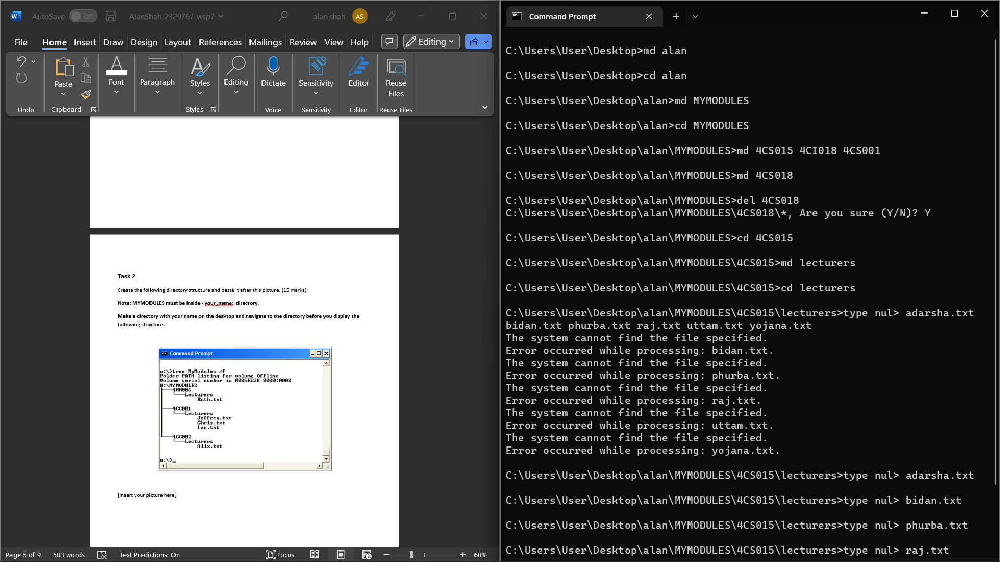 AutoSave Off AlanShah_2329767_wsp7 alan shah AS
File Home Insert Draw Design Layout References Mailings Review View Help Editing
Paste Font Paragraph Styles Editing Dictate Sensitivity Editor Reuse Files
Undo Clipboard Styles Voice Sensitivity Editor Reuse Files
Task 2
Create the following directory structure and paste it after this picture. (15 marks):
Note: MYMODULES must be inside <your_name> directory.
Make a directory with your name on the desktop and navigate to the directory before you display the
following structure.
Command Prompt
u:\>tree MyModules /f
Folder PATH listing for volume Offline
Volume serial number is 0006EE38 0000:0000
U:\MYMODULES
4MM006
Lecturers
Ruth.txt
4CC001
Lecturers
Jeffrey.txt
Chris.txt
Ian.txt
4CC002
Lecturers
Alix.txt
u:\>_
[Insert your picture here]
Page 5 of 9 583 words Text Predictions: On Focus 60%
Command Prompt
C:\Users\User\Desktop>md alan
C:\Users\User\Desktop>cd alan
C:\Users\User\Desktop\alan>md MYMODULES
C:\Users\User\Desktop\alan>cd MYMODULES
C:\Users\User\Desktop\alan\MYMODULES>md 4CS015 4CI018 4CS001
C:\Users\User\Desktop\alan\MYMODULES>md 4CS018
C:\Users\User\Desktop\alan\MYMODULES>del 4CS018
C:\Users\User\Desktop\alan\MYMODULES\4CS018\*, Are you sure (Y/N)? Y
C:\Users\User\Desktop\alan\MYMODULES>cd 4CS015
C:\Users\User\Desktop\alan\MYMODULES\4CS015>md lecturers
C:\Users\User\Desktop\alan\MYMODULES\4CS015>cd lecturers
C:\Users\User\Desktop\alan\MYMODULES\4CS015\lecturers>type nul> adarsha.txt
bidan.txt phurba.txt raj.txt uttam.txt yojana.txt
The system cannot find the file specified.
Error occurred while processing: bidan.txt.
The system cannot find the file specified.
Error occurred while processing: phurba.txt.
The system cannot find the file specified.
Error occurred while processing: raj.txt.
The system cannot find the file specified.
Error occurred while processing: uttam.txt.
The system cannot find the file specified.
Error occurred while processing: yojana.txt.
C:\Users\User\Desktop\alan\MYMODULES\4CS015\lecturers>type nul> adarsha.txt
C:\Users\User\Desktop\alan\MYMODULES\4CS015\lecturers>type nul> bidan.txt
C:\Users\User\Desktop\alan\MYMODULES\4CS015\lecturers>type nul> phurba.txt
C:\Users\User\Desktop\alan\MYMODULES\4CS015\lecturers>type nul> raj.txt